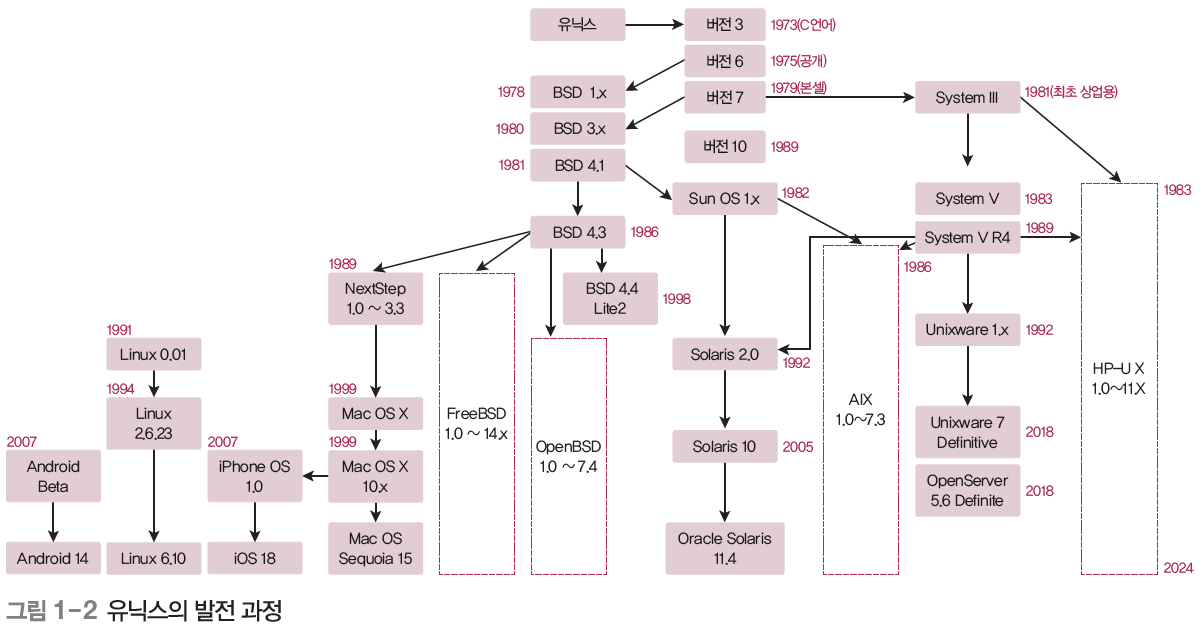 유닉스
버전 3
1973(C언어)
버전 6
1975(공개)
1978
BSD 1.x
버전 7
1979(본셸)
System III
1981(최초 상업용)
1980
BSD 3.x
버전 10
1989
1981
BSD 4.1
Sun OS 1.x
1982
System V
1983
1983
BSD 4.3
1986
System V R4
1989
1986
1989
NextStep
1.0 ~ 3.3
BSD 4.4
Lite2
1998
1991
Linux 0.01
Unixware 1.x
1992
Solaris 2.0
1992
HP-U X
1.0~11.X
1994
Linux
2.6.23
1999
Mac OS X
FreeBSD
1.0 ~ 14.x
AIX
1.0~7.3
OpenBSD
1.0 ~ 7.4
Solaris 10
2005
Unixware 7
Definitive
2018
2007
Android
Beta
2007
iPhone OS
1.0
1999
Mac OS X
10.x
OpenServer
5.6 Definite
2018
Android 14
Linux 6.10
iOS 18
Mac OS
Sequoia 15
Oracle Solaris
11.4
2024
그림 1-2 유닉스의 발전 과정